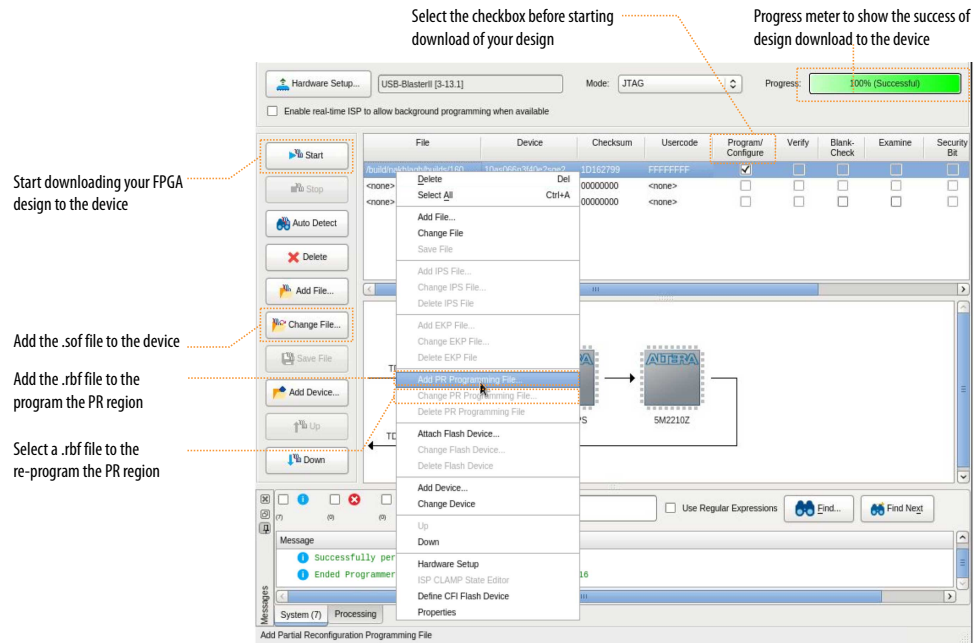 Select the checkbox before starting
download of your design
Progress meter to show the success of
design download to the device
Hardware Setup...
USB-BlasterII [3-13.1]
Mode:
JTAG
Progress:
100% (Successful)
Enable real-time ISP to allow background programming when available
Start downloading your FPGA
design to the device
Add the .sof file to the device
Add the .rbf file to the
program the PR region
Select a .rbf file to the
re-program the PR region
Start
Stop
Auto Detect
Delete
Add File...
Change File...
Save File
Add Device...
Up
Down
File
Device
Checksum
Usercode
Program/
Configure
Verify
Blank-
Check
Examine
Security
Bit
1D162799
FFFFFFFF
<none>
00000000
<none>
<none>
00000000
<none>
Delete
Del
Select All
Ctrl+A
Add File...
Change File
Save File
Add IPS File...
Change IPS File...
Delete IPS File
Add EKP File...
Change EKP File...
Delete EKP File
Add PR Programming File...
Change PR Programming File...
Delete PR Programming File
Attach Flash Device...
Change Flash Device...
Delete Flash Device
Add Device...
Change Device
Up
Down
Hardware Setup
ISP CLAMP State Editor
Define CFI Flash Device
Properties
ALTERA
5M2210Z
Use Regular Expressions
Find...
Find Next
(7)
(0)
(0)
Message
Successfully per
Ended Programmer
16
Messages
System (7)
Processing
Add Partial Reconfiguration Programming File